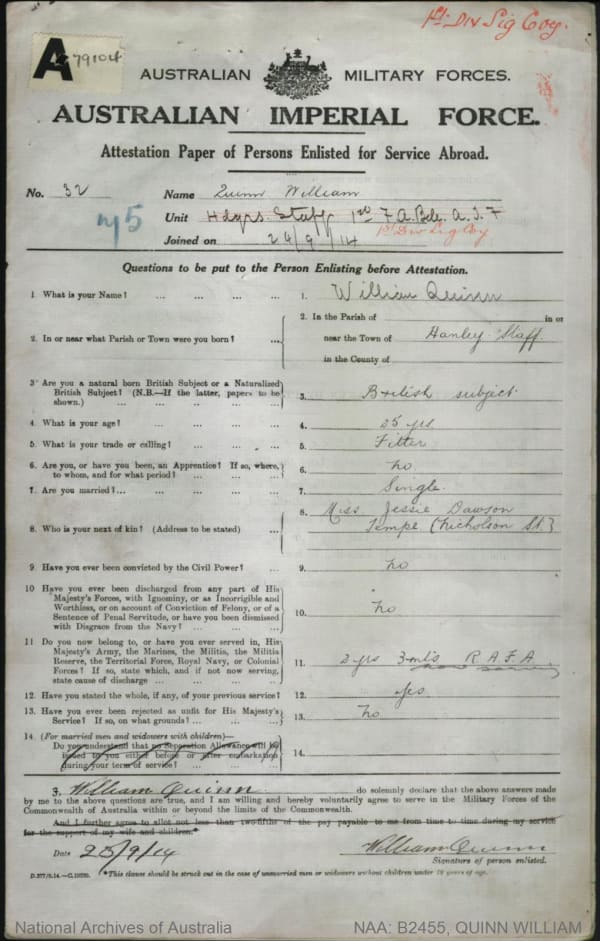 1st Div Sig Coy.
A 79104
AUSTRALIAN MILITARY FORCES.
AUSTRALIAN IMPERIAL FORCE.
Attestation Paper of Persons Enlisted for Service Abroad.
No. 32 Name Quinn William
Unit Hdqrs. Staff 1st F A Bde. A. I. F
1st Div Sig Coy
Joined on /9/14
Questions to be put to the Person Enlisting before Attestation.
1. What is your Name? ... ... ... ... 1. William Quinn
2. In or near what Parish or Town were you born? ... 2. In the Parish of in or
near the Town of Hanley Staff.
in the County of
3. Are you a natural born British Subject or a Naturalized
British Subject? (N.B.—If the latter, papers to be
shown.) ... ... ... ... 3. British subject.
4. What is your age? ... ... ... ... 4. 25 yrs
5. What is your trade or calling? ... ... ... 5. Fitter
6. Are you, or have you been, an Apprentice? If so, where,
to whom, and for what period? ... ... ... 6. no
7. Are you married? ... ... ... ... 7. Single.
8. Who is your next of kin? (Address to be stated) ... 8. Miss Jessie Dawson
Tempe (Nicholson St.)
9. Have you ever been convicted by the Civil Power? ... 9. no
10 Have you ever been discharged from any part of His
Majesty's Forces, with Ignominy, or as Incorrigible and
Worthless, or on account of Conviction of Felony, or of a
Sentence of Penal Servitude, or have you been dismissed
with Disgrace from the Navy? ... ... ... 10. no
11 Do you now belong to, or have you ever served in, His
Majesty's Army, the Marines, the Militia, the Militia
Reserve, the Territorial Force, Royal Navy, or Colonial
Forces? If so, state which, and if not now serving,
state cause of discharge ... ... ... ... 11. 2 yrs 3 mths R. A. F. A.
12. Have you stated the whole, if any, of your previous service? 12. yes
13. Have you ever been rejected as unfit for His Majesty's
Service? If so, on what grounds? ... ... ... 13. no
14. (For married men and widowers with children)—
Do you understand that no Separation Allowance will be
issued to you either before or after embarkation
during your term of service? ... ... ... 14.
I, William Quinn do solemnly declare that the above answers made
by me to the above questions are true, and I am willing and hereby voluntarily agree to serve in the Military Forces of the
Commonwealth of Australia within or beyond the limits of the Commonwealth.
And I further agree to allot not less than two-fifths of the pay payable to me from time to time during my service
for the support of my wife and children.*
Date 25/9/14 William Quinn
Signature of person enlisted.
*This clause should be struck out in the case of unmarried men or widowers without children under 18 years of age.
National Archives of Australia NAA: B2455, QUINN WILLIAM